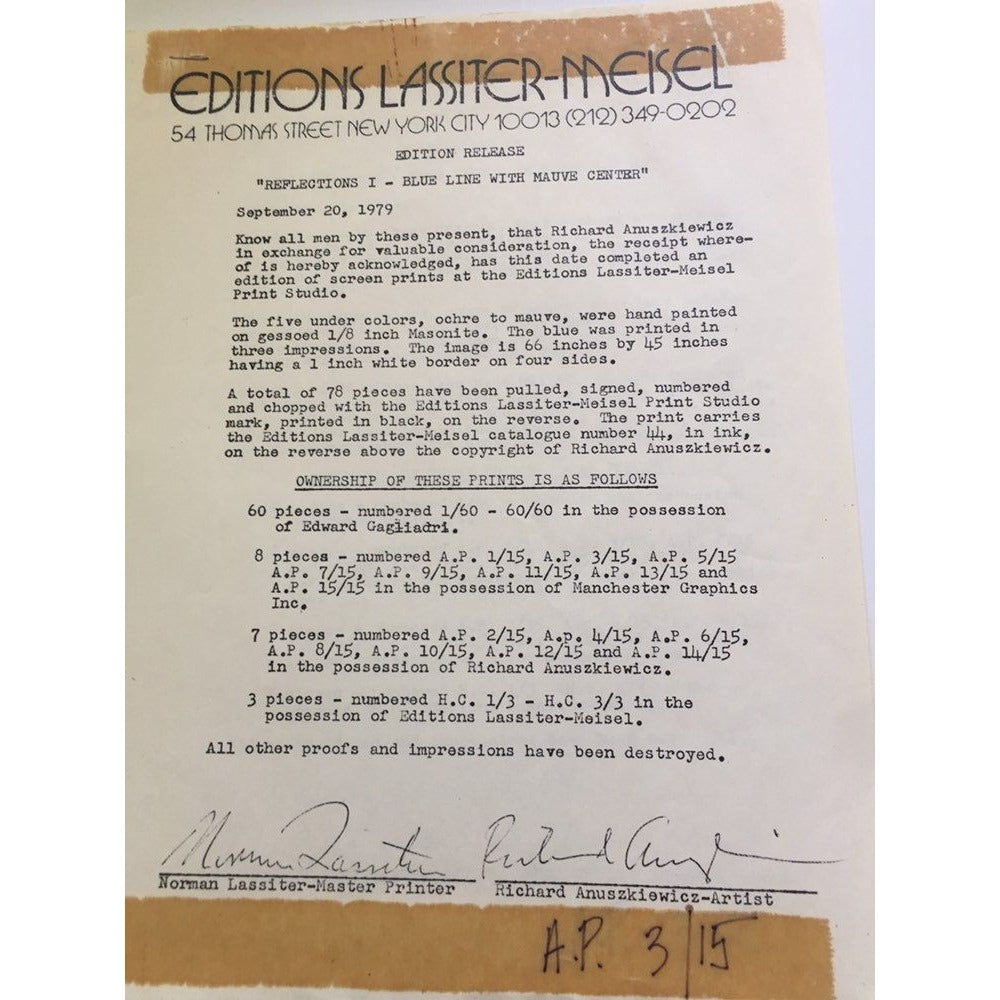 EDITIONS LASSITER-MEISEL
54 THOMAS STREET NEW YORK CITY 10013 (212) 349-0202
EDITION RELEASE
"REFLECTIONS I - BLUE LINE WITH MAUVE CENTER"
September 20, 1979
Know all men by these present, that Richard Anuszkiewicz
in exchange for valuable consideration, the receipt where-
of is hereby acknowledged, has this date completed an
edition of screen prints at the Editions Lassiter-Meisel
Print Studio.
The five under colors, ochre to mauve, were hand painted
on gessoed 1/8 inch Masonite. The blue was printed in
three impressions. The image is 66 inches by 45 inches
having a 1 inch white border on four sides.
A total of 78 pieces have been pulled, signed, numbered
and chopped with the Editions Lassiter-Meisel Print Studio
mark, printed in black, on the reverse. The print carries
the Editions Lassiter-Meisel catalogue number 44, in ink,
on the reverse above the copyright of Richard Anuszkiewicz.
OWNERSHIP OF THESE PRINTS IS AS FOLLOWS
60 pieces - numbered 1/60 - 60/60 in the possession
of Edward Gagliadri.
8 pieces - numbered A.P. 1/15, A.P. 3/15, A.P. 5/15
A.P. 7/15, A.P. 9/15, A.P. 11/15, A.P. 13/15 and
A.P. 15/15 in the possession of Manchester Graphics
Inc.
7 pieces - numbered A.P. 2/15, A.p. 4/15, A.P. 6/15,
A.P. 8/15, A.P. 10/15, A.P. 12/15 and A.P. 14/15
in the possession of Richard Anuszkiewicz.
3 pieces - numbered H.C. 1/3 - H.C. 3/3 in the
possession of Editions Lassiter-Meisel.
All other proofs and impressions have been destroyed.
Norman Lassiter Richard Anuszkiewicz
Norman Lassiter-Master Printer Richard Anuszkiewicz-Artist
A.P. 3/15